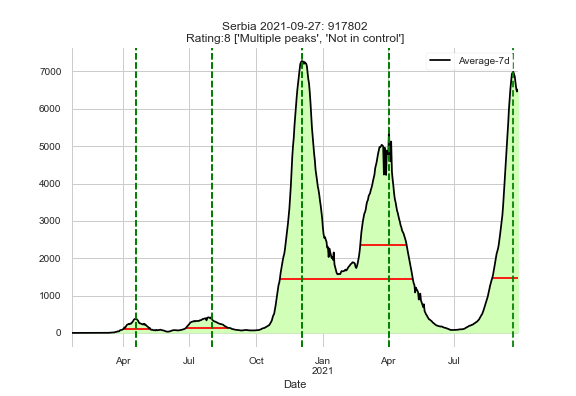 Serbia 2021-09-27: 917802
Rating:8 ['Multiple peaks', 'Not in control']
Average-7d
7000
6000
5000
4000
3000
2000
1000
0
Apr Jul Oct Jan Apr Jul
2021
Date